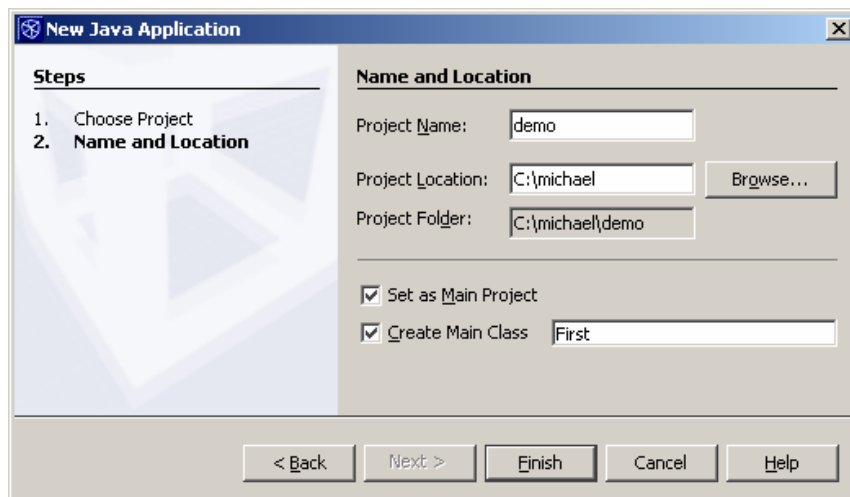 New Java Application
Steps
1. Choose Project
2. Name and Location
Name and Location
Project Name: demo
Project Location: C:\michael Browse...
Project Folder: C:\michael\demo
Set as Main Project
Create Main Class First
< Back Next > Finish Cancel Help